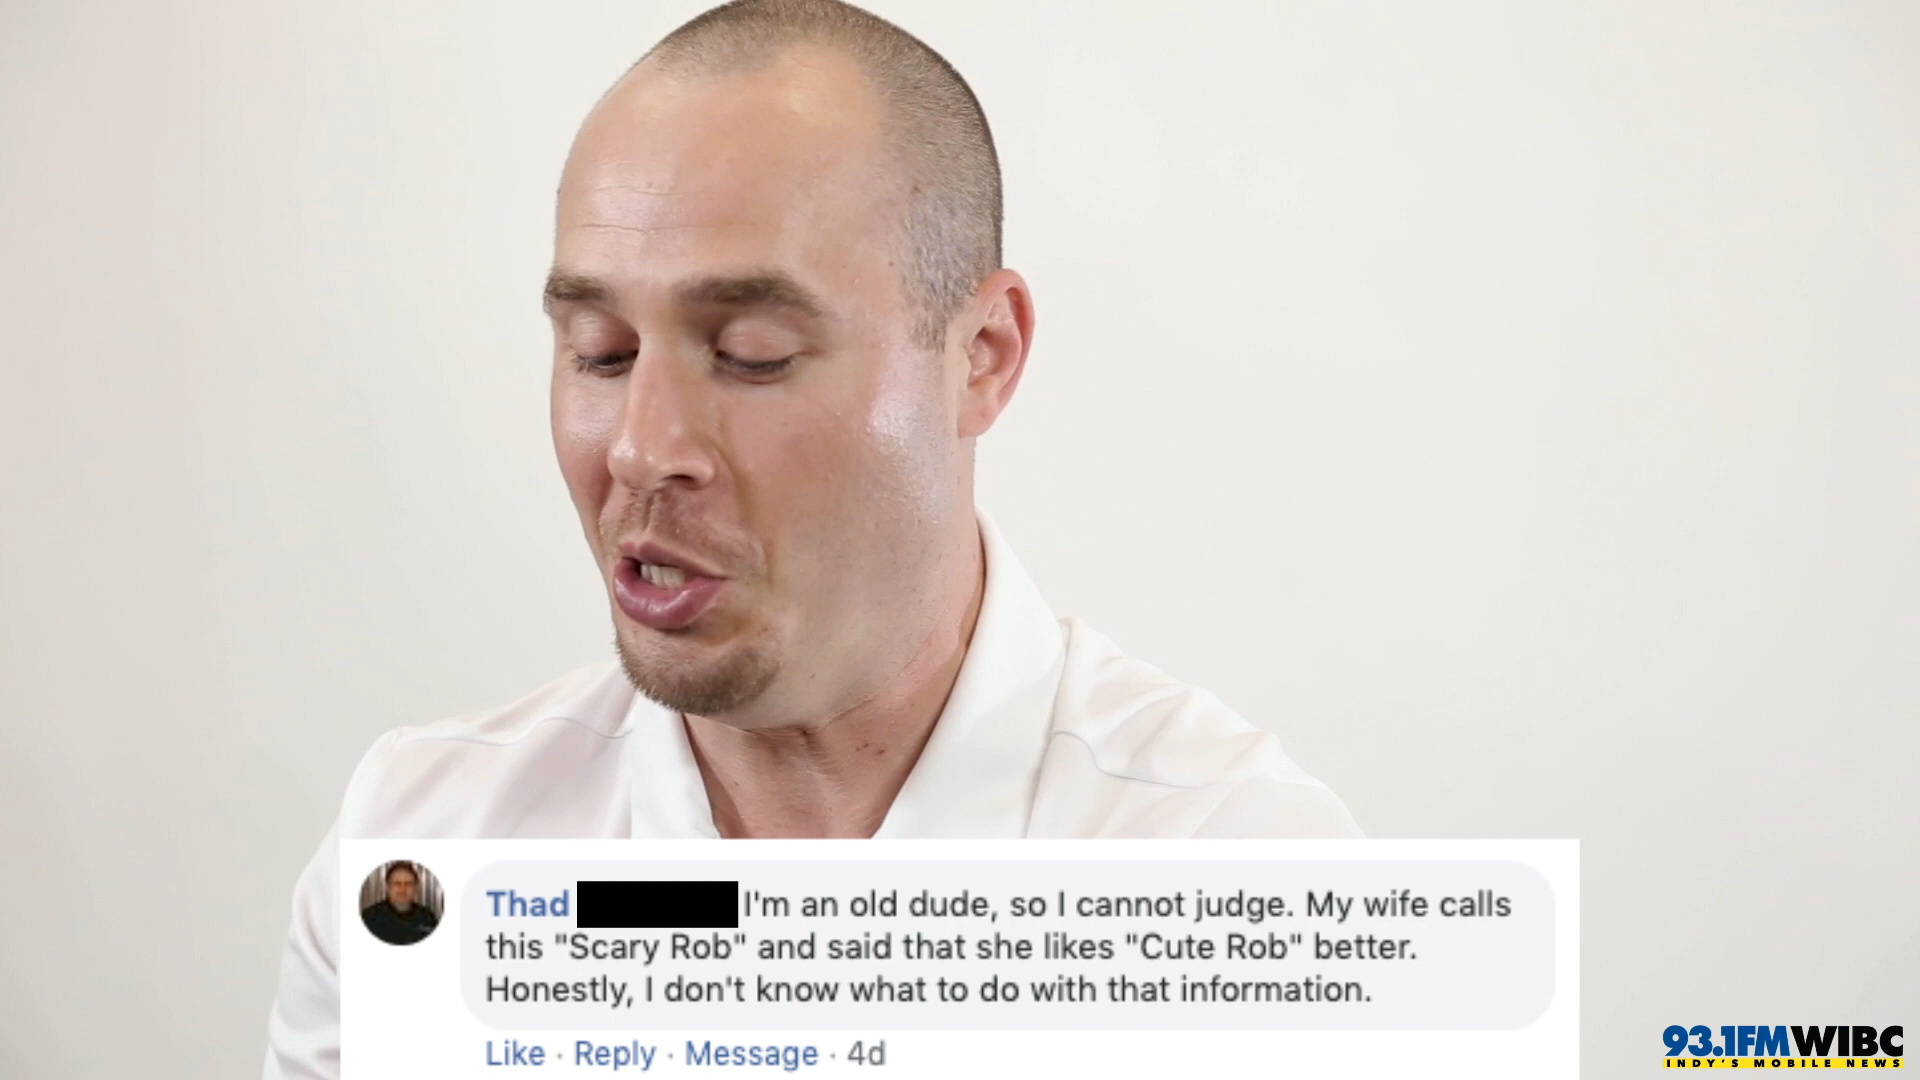 Thad I'm an old dude, so I cannot judge. My wife calls
this "Scary Rob" and said that she likes "Cute Rob" better.
Honestly, I don't know what to do with that information.
Like · Reply · Message · 4d
93.1FM WIBC
INDY'S MOBILE NEWS